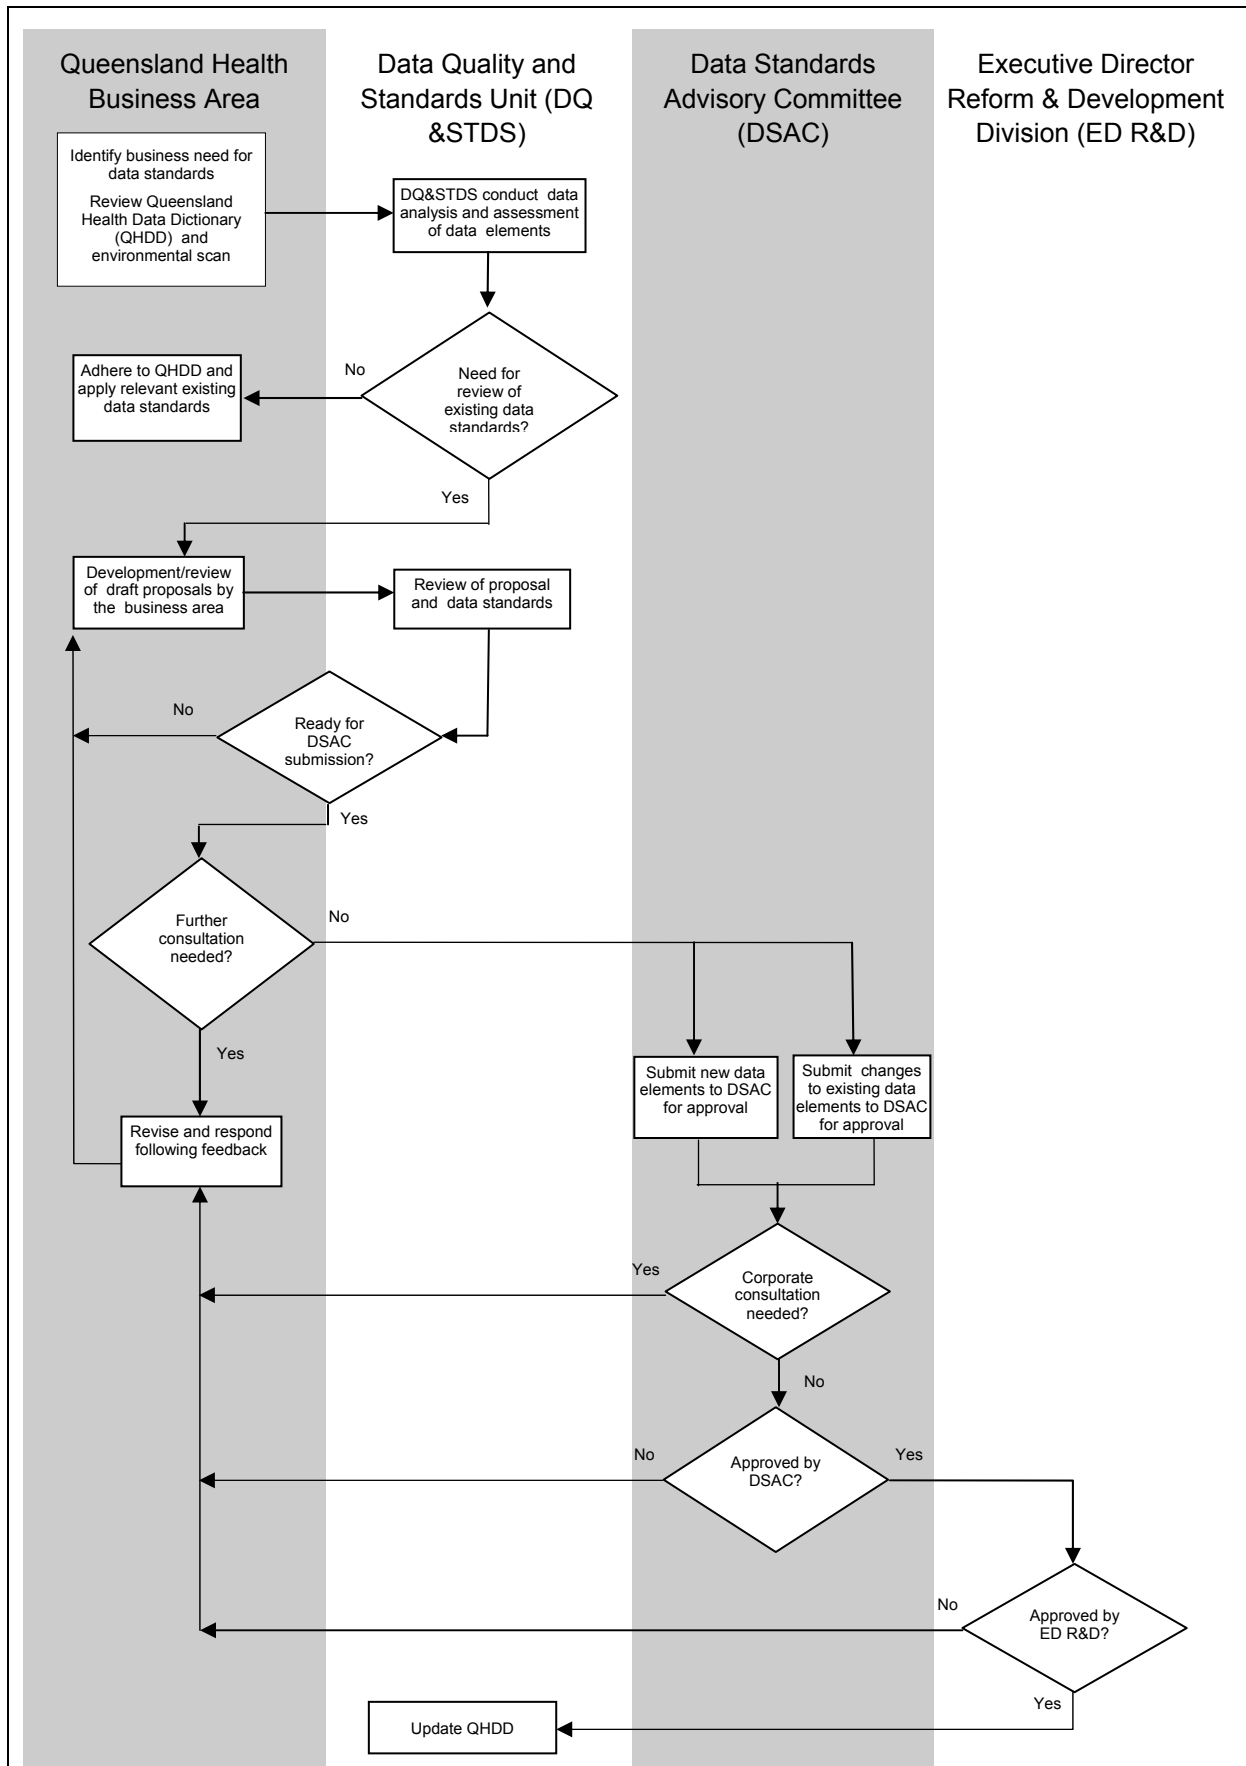 Queensland Health
Business Area
Data Quality and
Standards Unit (DQ
&STDS)
Data Standards
Advisory Committee
(DSAC)
Executive Director
Reform & Development
Division (ED R&D)
Identify business need for
data standards
Review Queensland
Health Data Dictionary
(QHDD) and
environmental scan
DQ&STDS conduct data
analysis and assessment
of data elements
No
Need for
review of
existing data
standards?
Adhere to QHDD and
apply relevant existing
data standards
Yes
Development/review
of draft proposals by
the business area
Review of proposal
and data standards
No
Ready for
DSAC
submission?
Yes
Further
consultation
needed?
No
Yes
Submit new data
elements to DSAC
for approval
Submit changes
to existing data
elements to DSAC
for approval
Revise and respond
following feedback
Yes
Corporate
consultation
needed?
No
No
Approved by
DSAC?
Yes
No
Approved by
ED R&D?
Yes
Update QHDD